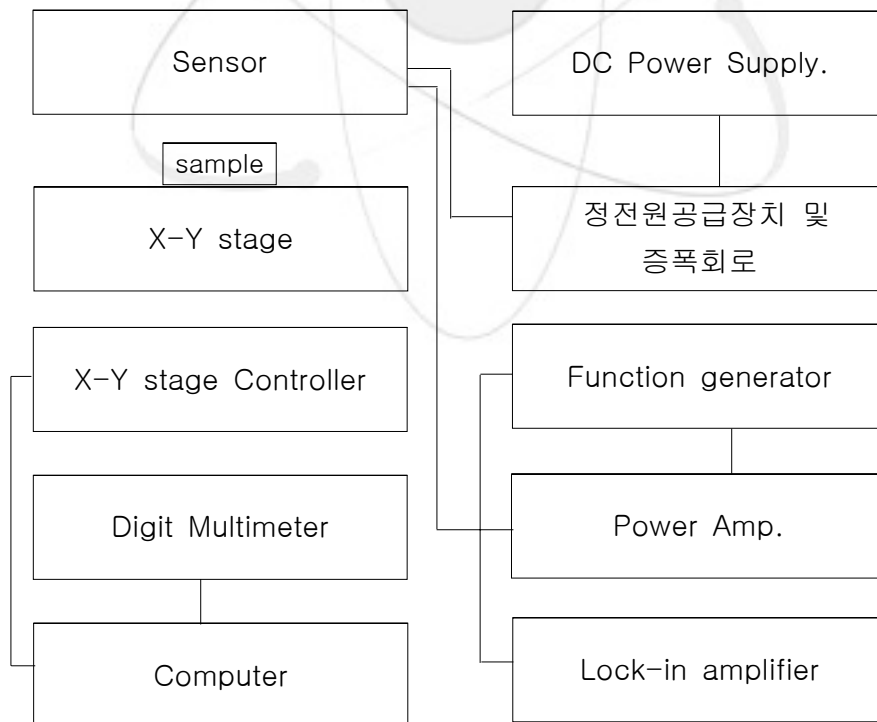 Sensor
DC Power Supply.
sample
X-Y stage
정전원공급장치 및
증폭회로
X-Y stage Controller
Function generator
Digit Multimeter
Power Amp.
Computer
Lock-in amplifier